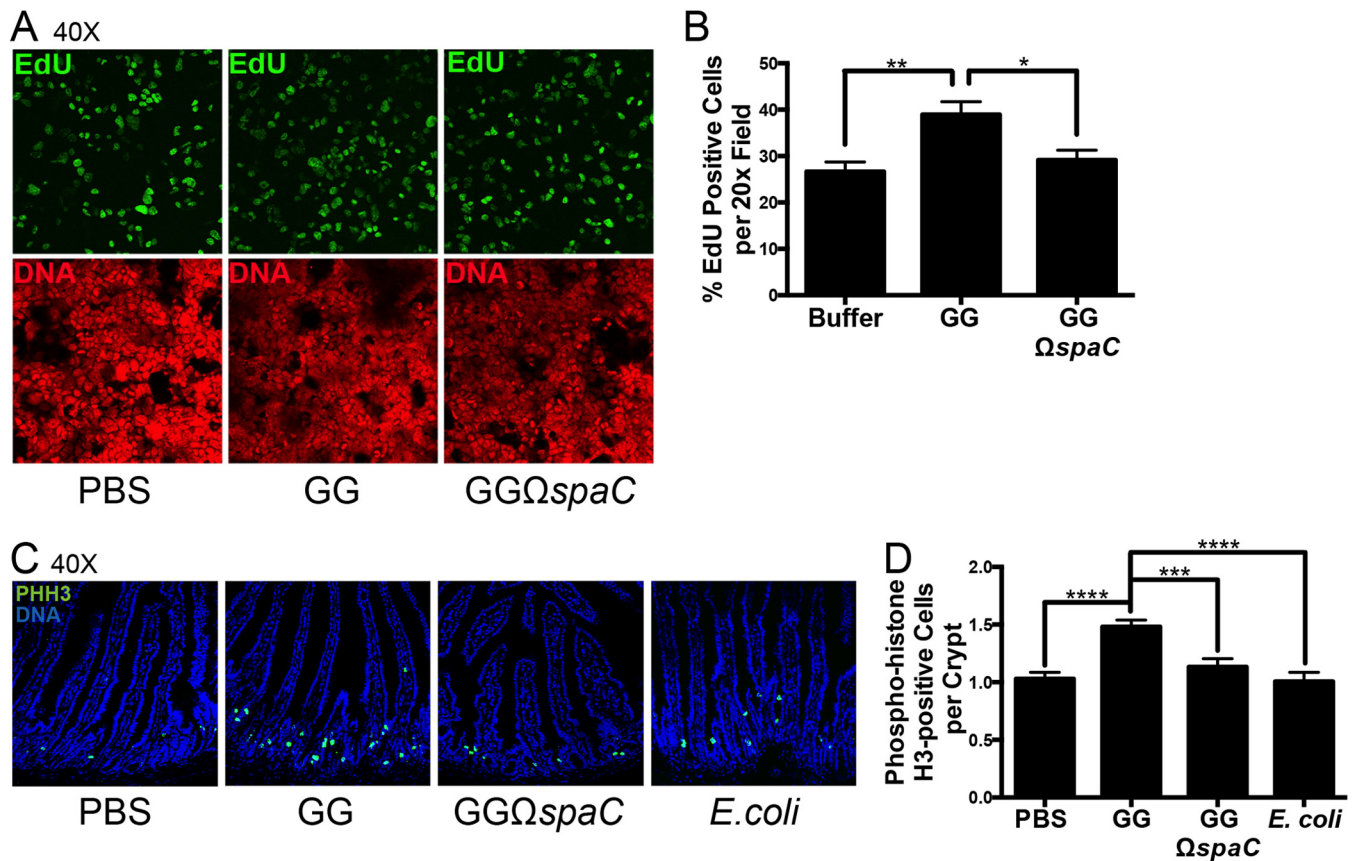 A 40X
EdU
EdU
EdU
DNA
DNA
DNA
PBS
GG
GGΩspaC
B
% EdU Positive Cells
per 20x Field
50
40
30
20
10
0
**
*
Buffer
GG
GG
ΩspaC
C 40X
PHH3
DNA
PBS
GG
GGΩspaC
E.coli
D
Phospho-histone
H3-positive Cells
per Crypt
2.0
1.5
1.0
0.5
0.0
****
***
****
PBS
GG
GG
ΩspaC
E. coli